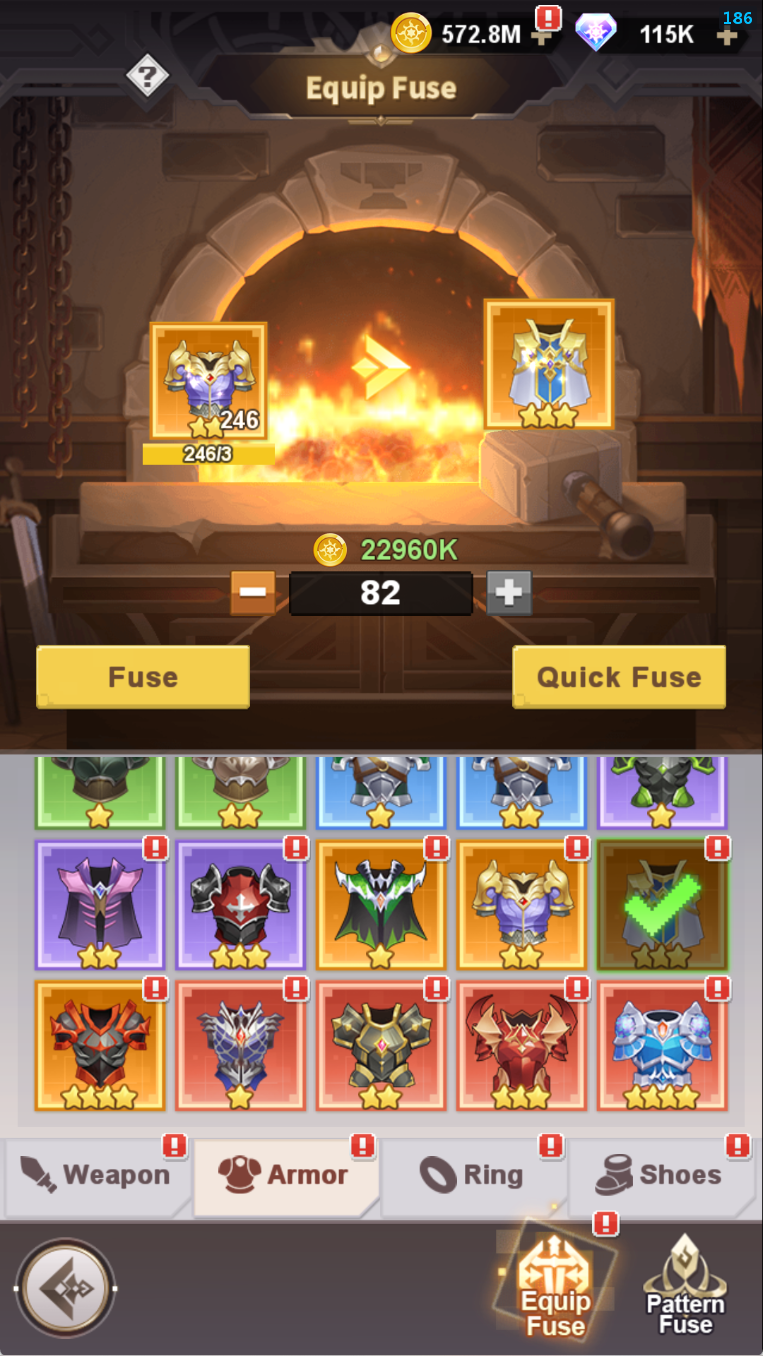 186
572.8M
115K
?
Equip Fuse
246
246/3
22960K
82
Fuse
Quick Fuse
Weapon
Armor
Ring
Shoes
Equip
Fuse
Pattern
Fuse